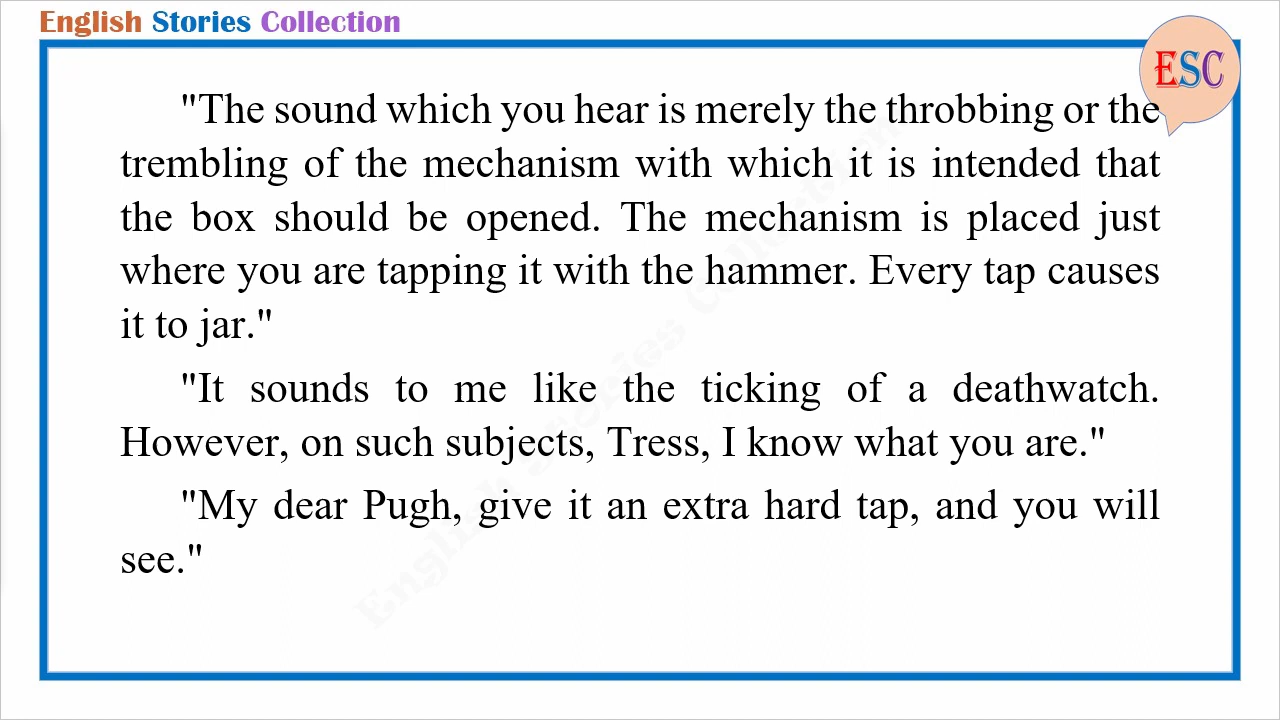 English Stories Collection
ESC
"The sound which you hear is merely the throbbing or the
trembling of the mechanism with which it is intended that
the box should be opened. The mechanism is placed just
where you are tapping it with the hammer. Every tap causes
it to jar."
"It sounds to me like the ticking of a deathwatch.
However, on such subjects, Tress, I know what you are."
"My dear Pugh, give it an extra hard tap, and you will
see."
English Stories Collection